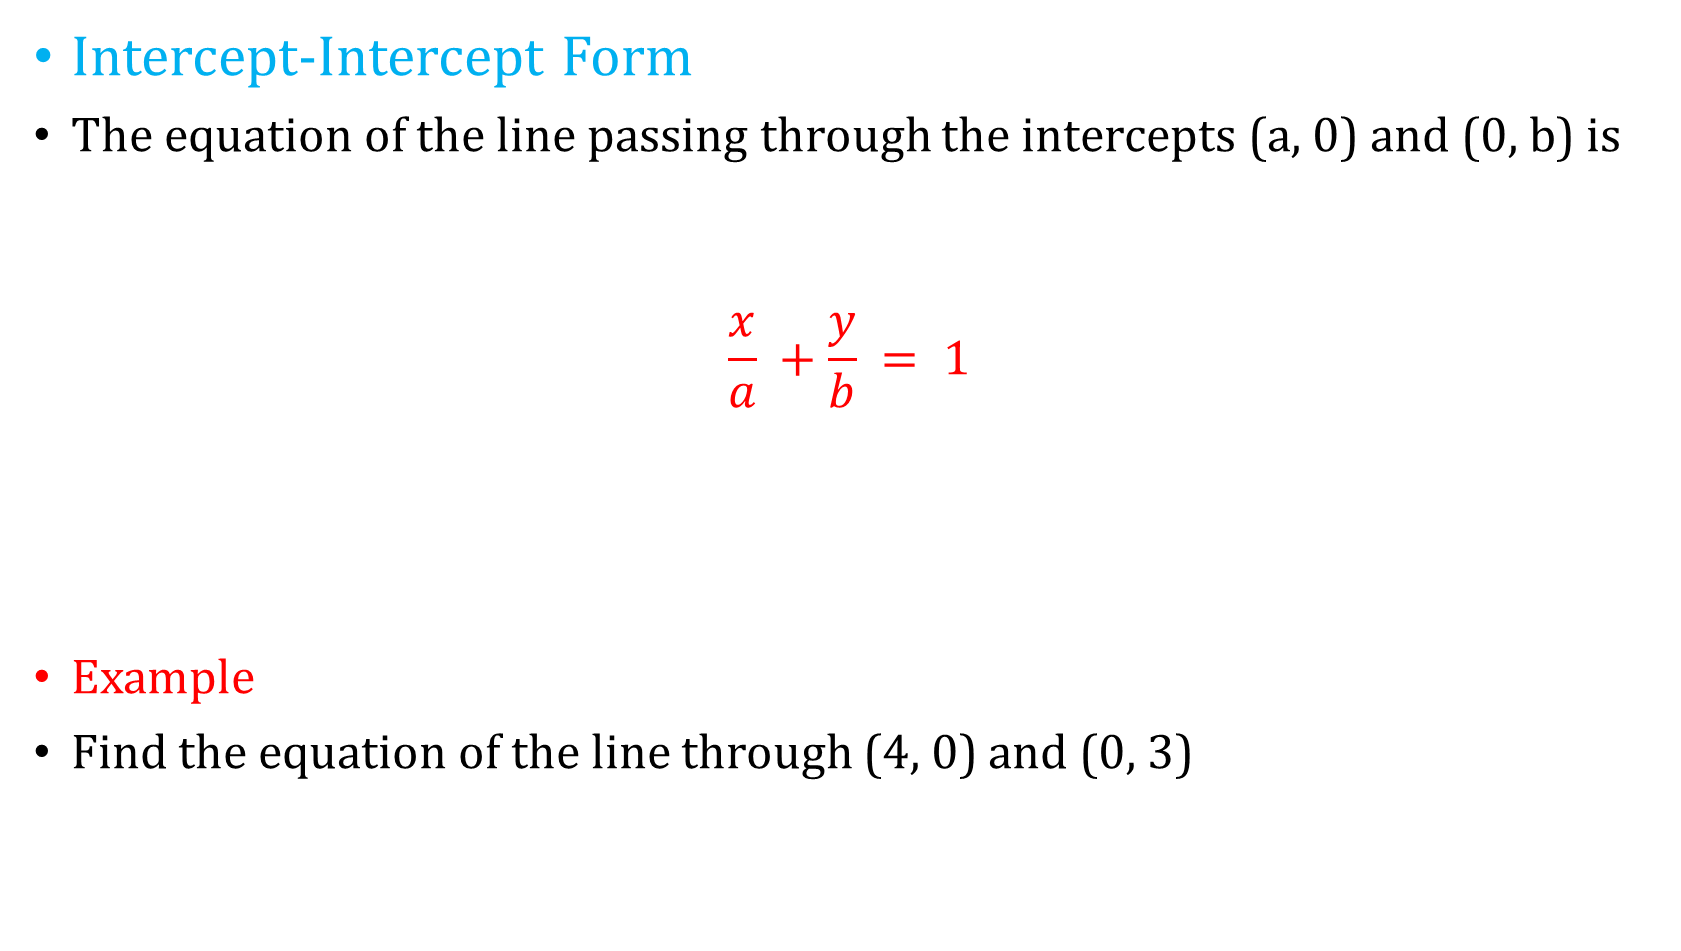 • Intercept-Intercept Form
• The equation of the line passing through the intercepts (a, 0) and (0, b) is
x/a + y/b = 1
• Example
• Find the equation of the line through (4, 0) and (0, 3)